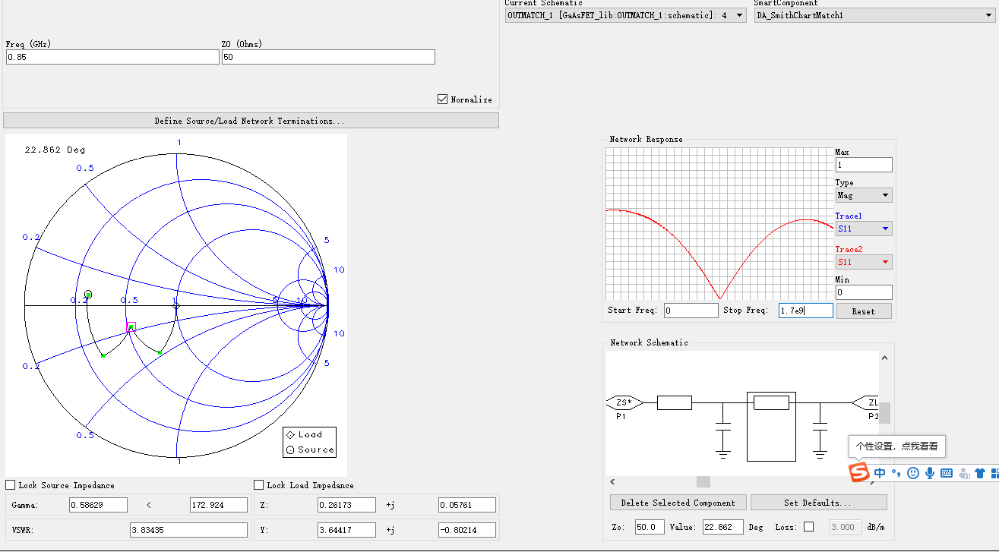 Current Schematic
SmartComponent
OUTMATCH_1 [GaAsFET_lib:OUTMATCH_1:schematic]: 4
DA_SmithChartMatch1
Freq (GHz)
Z0 (Ohms)
0.85
50
Normalize
Define Source/Load Network Terminations...
22.862 Deg
1
0.5
0.2
5
10
0.2
0.5
1
5
10
10
5
0.2
0.5
1
Load
Source
Network Response
Max
1
Type
Mag
Trace1
S11
Trace2
S11
Min
0
Start Freq:
0
Stop Freq:
1.7e9
Reset
Network Schematic
ZS*
P1
ZL
P2
个性设置，点我看看
S
中
Delete Selected Component
Set Defaults...
Zo:
50.0
Value:
22.862
Deg
Loss:
3.000
dB/m
Lock Source Impedance
Lock Load Impedance
Gamma:
0.58629
<
172.924
Z:
0.26173
+j
0.05761
VSWR:
3.83435
Y:
3.64417
+j
-0.80214